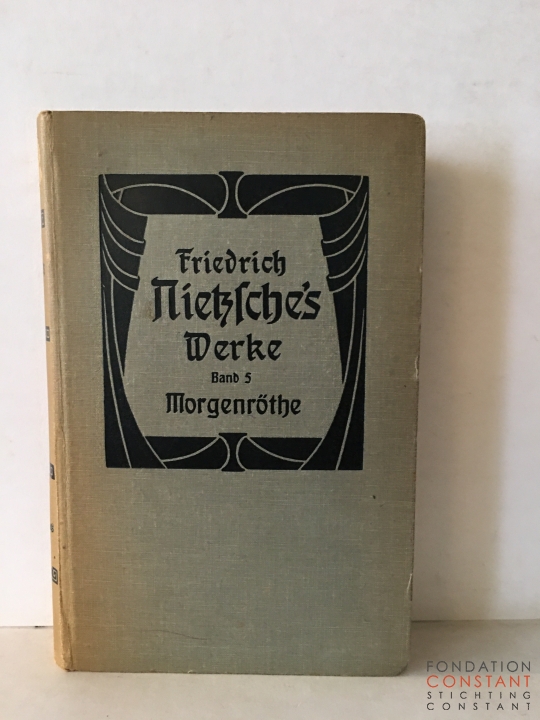 Friedrich
Nietzsche's
Werke
Band 5
Morgenröthe
FONDATION
CONSTANT
STICHTING
CONSTANT